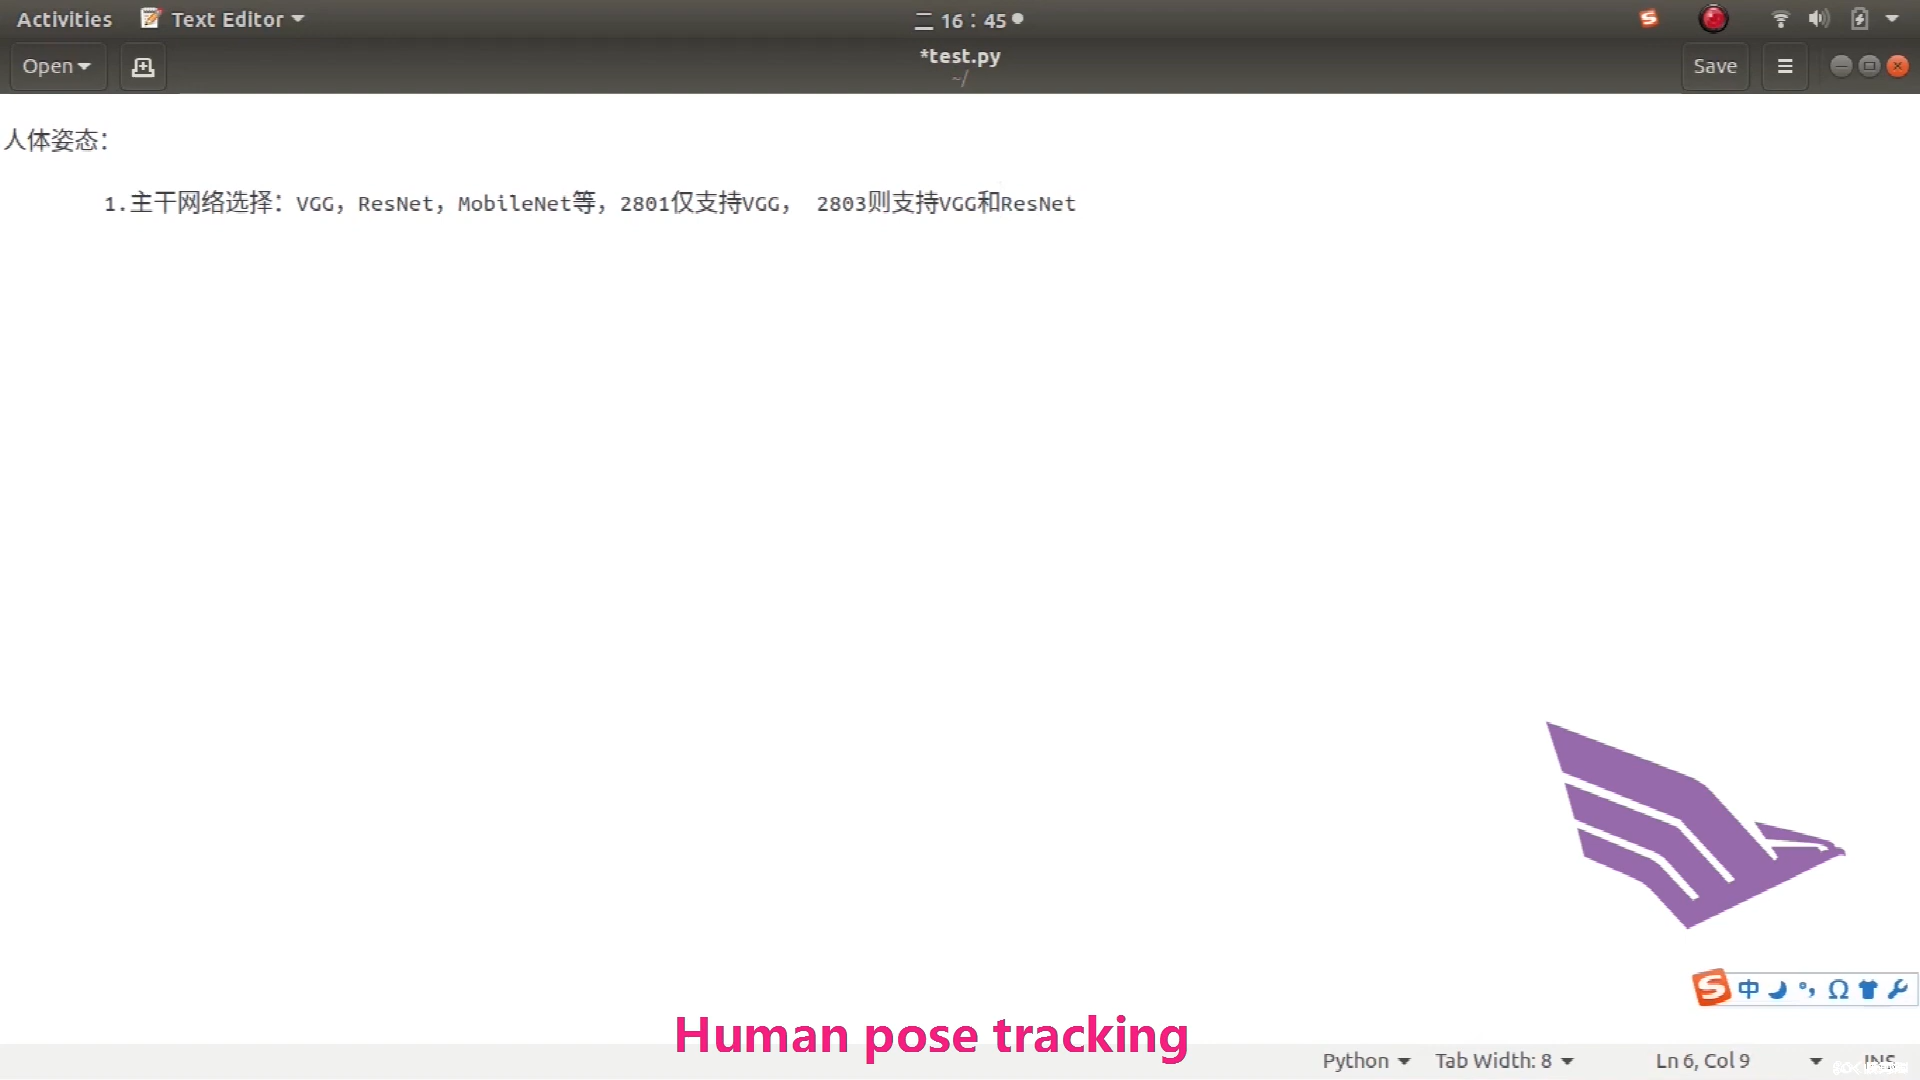 Activities Text Editor 二 16：45
Open *test.py Save
~/
人体姿态：
1.主干网络选择：VGG，ResNet，MobileNet等，2801仅支持VGG， 2803则支持VGG和ResNet
中
Human pose tracking
Python Tab Width: 8 Ln 6, Col 9 INS